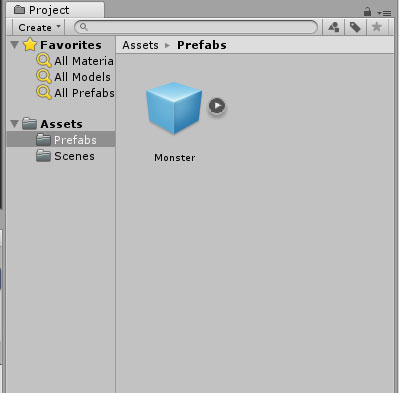 Project
Create
Favorites
All Materia
All Models
All Prefabs
Assets
Prefabs
Scenes
Assets ▸ Prefabs
Monster